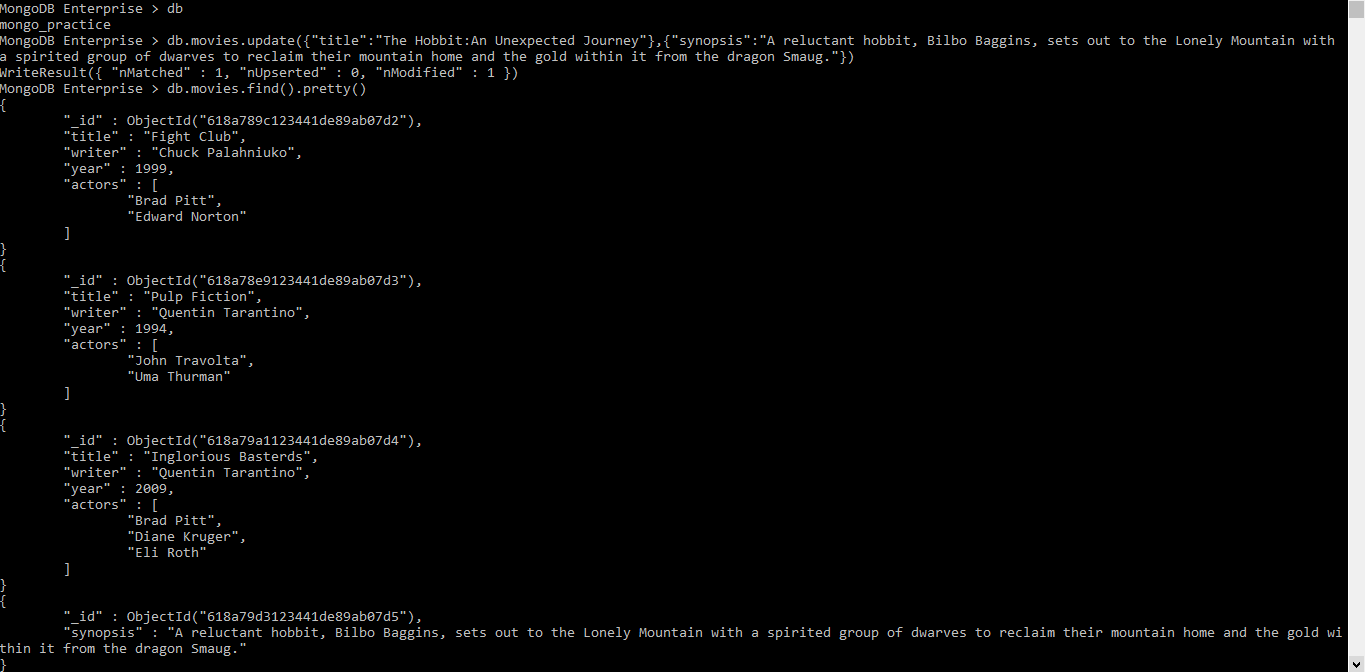 MongoDB Enterprise > db
mongo_practice
MongoDB Enterprise > db.movies.update({"title":"The Hobbit:An Unexpected Journey"},{"synopsis":"A reluctant hobbit, Bilbo Baggins, sets out to the Lonely Mountain with
a spirited group of dwarves to reclaim their mountain home and the gold within it from the dragon Smaug."})
WriteResult({ "nMatched" : 1, "nUpserted" : 0, "nModified" : 1 })
MongoDB Enterprise > db.movies.find().pretty()
{
        "_id" : ObjectId("618a789c123441de89ab07d2"),
        "title" : "Fight Club",
        "writer" : "Chuck Palahniuko",
        "year" : 1999,
        "actors" : [
                "Brad Pitt",
                "Edward Norton"
        ]
}
{
        "_id" : ObjectId("618a78e9123441de89ab07d3"),
        "title" : "Pulp Fiction",
        "writer" : "Quentin Tarantino",
        "year" : 1994,
        "actors" : [
                "John Travolta",
                "Uma Thurman"
        ]
}
{
        "_id" : ObjectId("618a79a1123441de89ab07d4"),
        "title" : "Inglorious Basterds",
        "writer" : "Quentin Tarantino",
        "year" : 2009,
        "actors" : [
                "Brad Pitt",
                "Diane Kruger",
                "Eli Roth"
        ]
}
{
        "_id" : ObjectId("618a79d3123441de89ab07d5"),
        "synopsis" : "A reluctant hobbit, Bilbo Baggins, sets out to the Lonely Mountain with a spirited group of dwarves to reclaim their mountain home and the gold wi
thin it from the dragon Smaug."
}